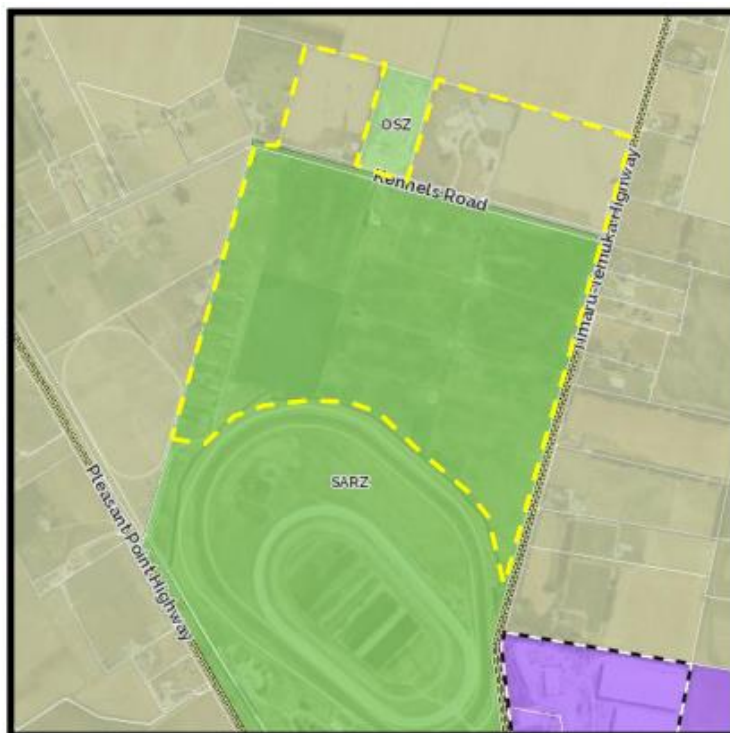 OSZ
Kennels Road
Timaru-Temuka Highway
SARZ
Pleasant Point Highway